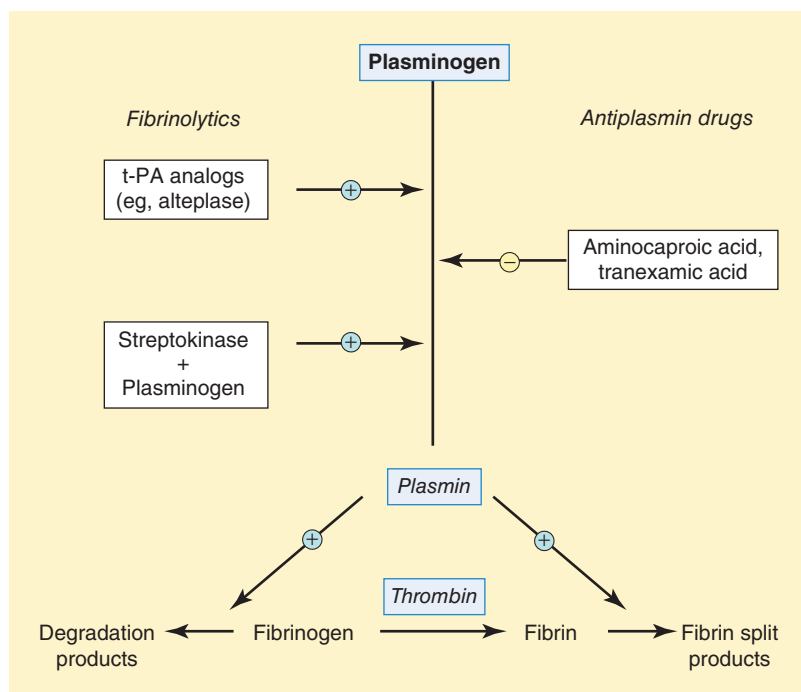 Plasminogen
Fibrinolytics
Antiplasmin drugs
t-PA analogs
(eg, alteplase)
+
−
Aminocaproic acid,
tranexamic acid
Streptokinase
+
Plasminogen
+
Plasmin
+
+
Thrombin
Degradation
products
Fibrinogen
Fibrin
Fibrin split
products